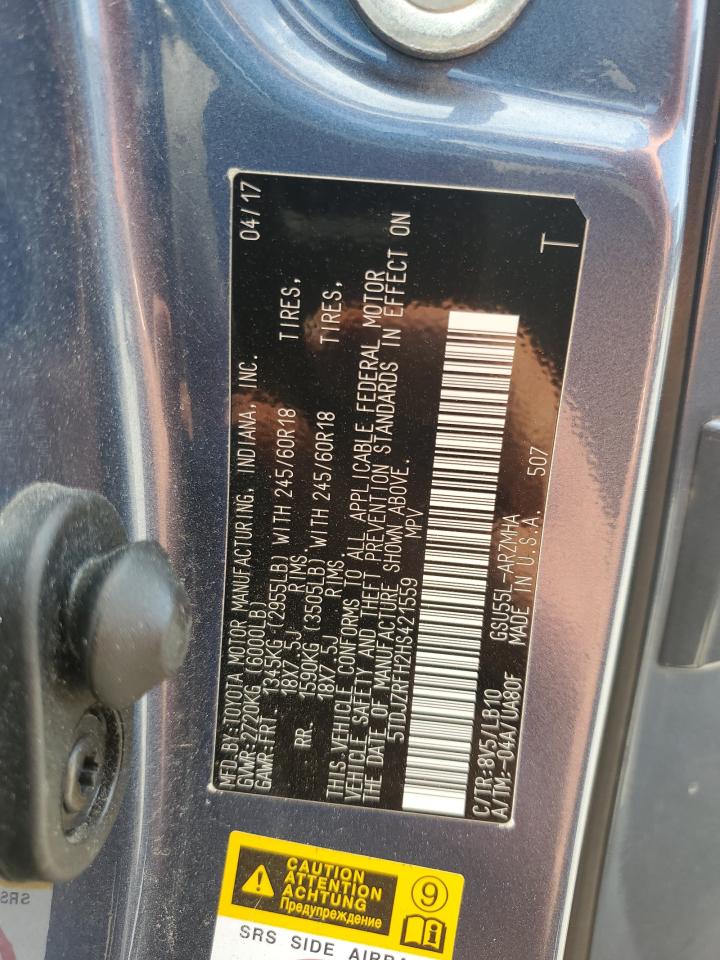 MFD. BY: TOYOTA MOTOR MANUFACTURING, INDIANA, INC. 04/17
GVWR: 2720KG (6000LB)
GAWR: FRT 1345KG (2955LB) WITH 245/60R18 TIRES,
18X7.5J RIMS.
RR. 1590KG (3505LB) WITH 245/60R18 TIRES,
18X7.5J RIMS.
THIS VEHICLE CONFORMS TO ALL APPLICABLE FEDERAL MOTOR
VEHICLE SAFETY AND THEFT PREVENTION STANDARDS IN EFFECT ON
THE DATE OF MANUFACTURE SHOWN ABOVE.
5TDJZRFH2HS421559 MPV
T
C/TR: 8V5/LB10 GSU55L-ARZMHA
A/TM: -04A/UA80F MADE IN U.S.A. 507
CAUTION
ATTENTION
ACHTUNG
Предупреждение
9
SRS SIDE AIRBA
SRS